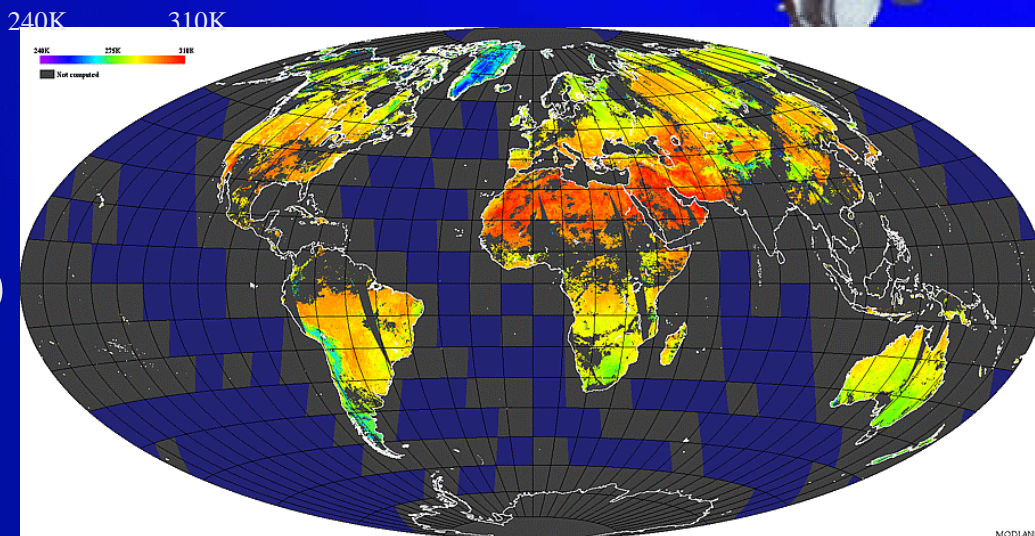 240K 310K
240K 275K 310K
Not computed
)
MODLAN